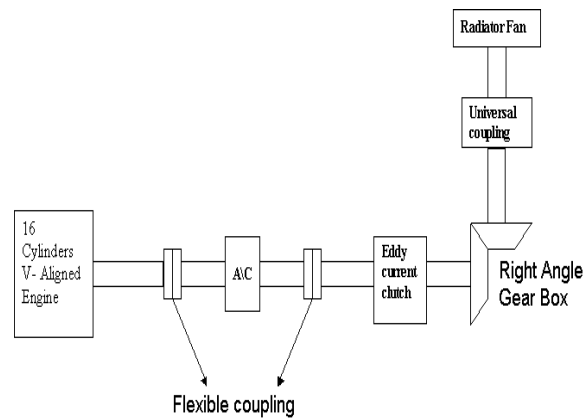 Radiator Fan
Universal
coupling
16
Cylinders
V- Aligned
Engine
A\C
Eddy
current
clutch
Right Angle
Gear Box
Flexible coupling